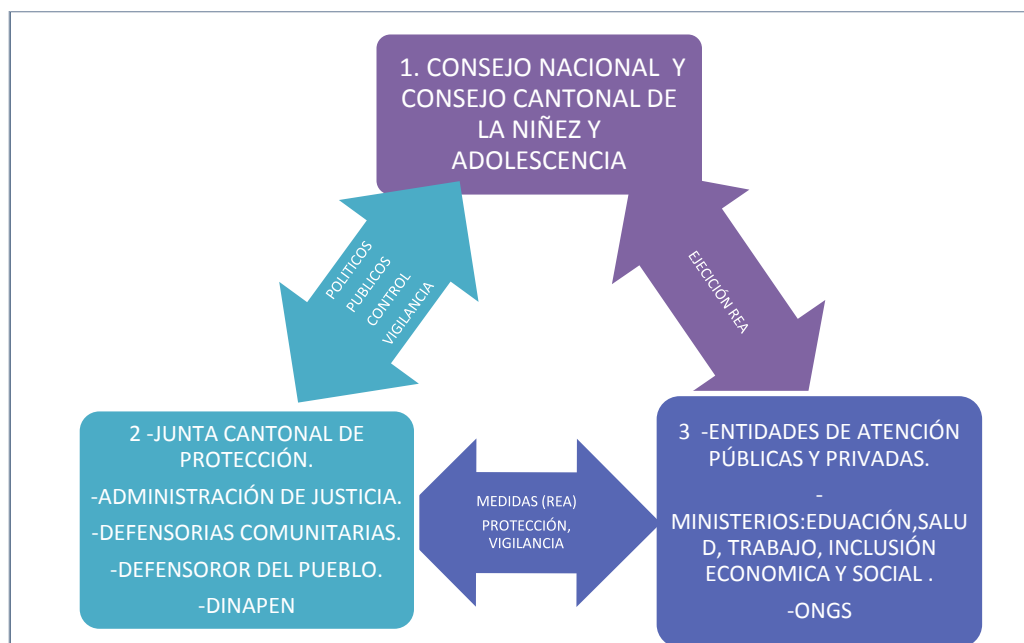 1. CONSEJO NACIONAL Y
CONSEJO CANTONAL DE
LA NIÑEZ Y
ADOLESCENCIA
POLITICOS
PUBLICOS
CONTROL
VIGILANCIA
EJECICIÓN REA
2 -JUNTA CANTONAL DE
PROTECCIÓN.
-ADMINISTRACIÓN DE JUSTICIA.
-DEFENSORIAS COMUNITARIAS.
-DEFENSOROR DEL PUEBLO.
-DINAPEN
MEDIDAS (REA)
PROTECCIÓN,
VIGILANCIA
3 -ENTIDADES DE ATENCIÓN
PÚBLICAS Y PRIVADAS.
-
MINISTERIOS:EDUACIÓN,SALU
D, TRABAJO, INCLUSIÓN
ECONOMICA Y SOCIAL .
-ONGS